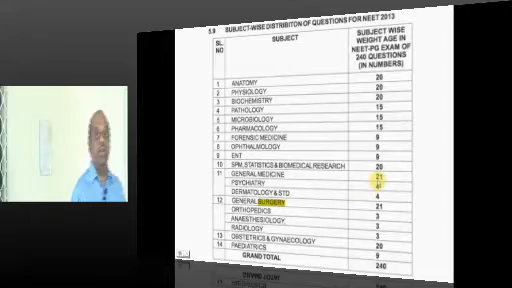 5.9 SUBJECT-WISE DISTRIBITON OF QUESTIONS FOR NEET 2013
SL. NO SUBJECT SUBJECT WISE WEIGHT AGE IN NEET-PG EXAM OF 240 QUESTIONS (IN NUMBERS)
1 ANATOMY 20
2 PHYSIOLOGY 20
3 BIOCHEMISTRY 20
4 PATHOLOGY 15
5 MICROBIOLOGY 15
6 PHARMACOLOGY 15
7 FORENSIC MEDICINE 9
8 OPHTHALMOLOGY 9
9 ENT 9
10 SPM, STATISTICS & BIOMEDICAL RESEARCH 20
11 GENERAL MEDICINE 21
PSYCHIATRY
DERMATOLOGY & STD 4
12 GENERAL SURGERY 21
ORTHOPEDICS 3
ANAESTHESIOLOGY 3
RADIOLOGY 3
13 OBSTETRICS & GYNAECOLOGY 20
14 PAEDIATRICS 9
GRAND TOTAL 240